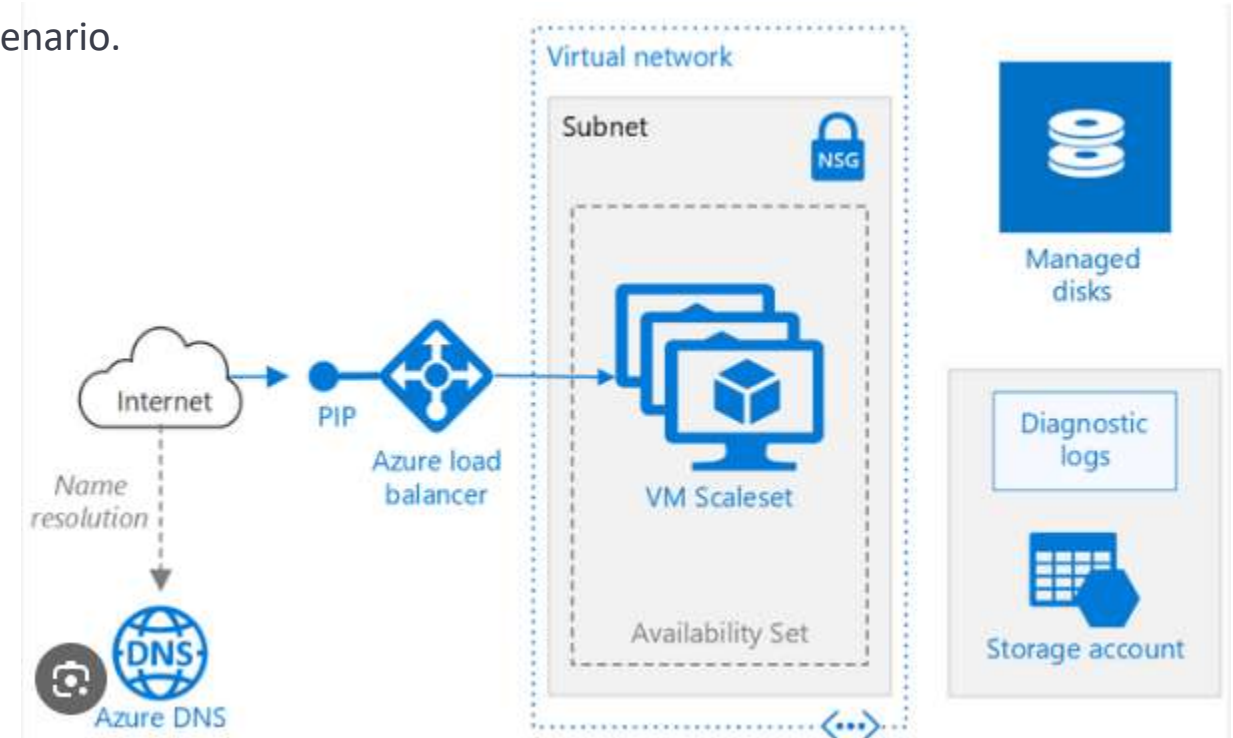 enario.
Virtual network
Subnet
NSG
Managed
disks
Internet
PIP
Azure load
balancer
VM Scaleset
Diagnostic
logs
Name
resolution
Availability Set
Storage account
DNS
Azure DNS